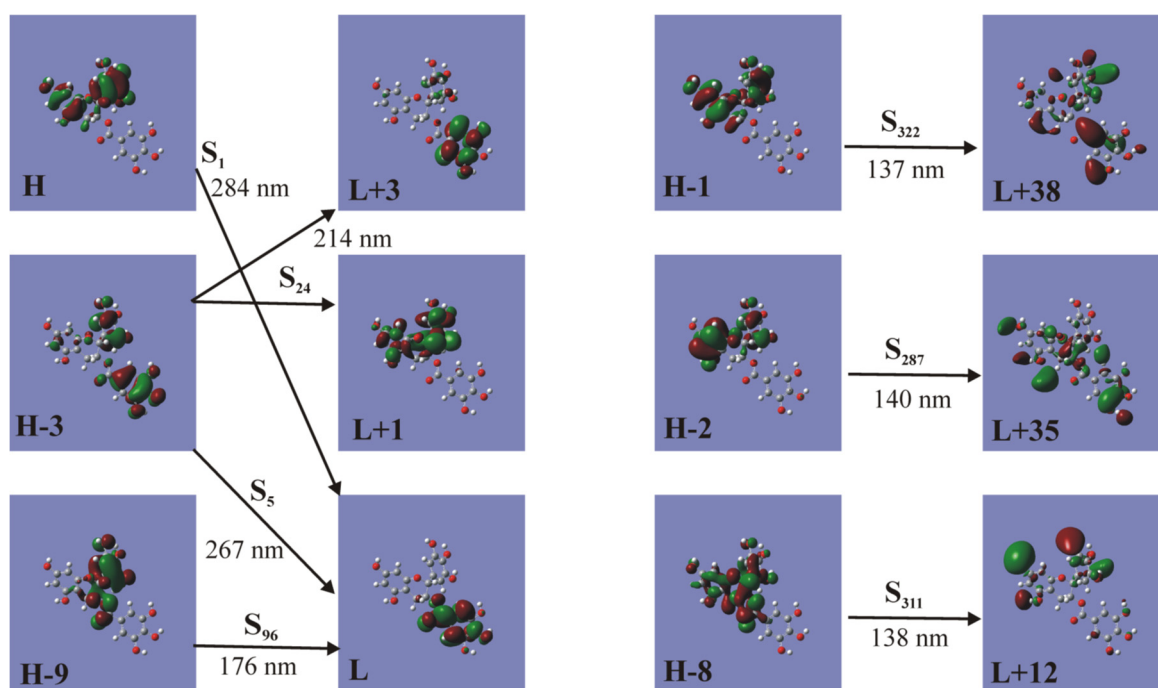 H
S₁
284 nm
L+3
H-1
S₃₂₂
137 nm
L+38
214 nm
H-3
S₂₄
L+1
H-2
S₂₈₇
140 nm
L+35
S₅
267 nm
H-9
S₉₆
176 nm
L
H-8
S₃₁₁
138 nm
L+12